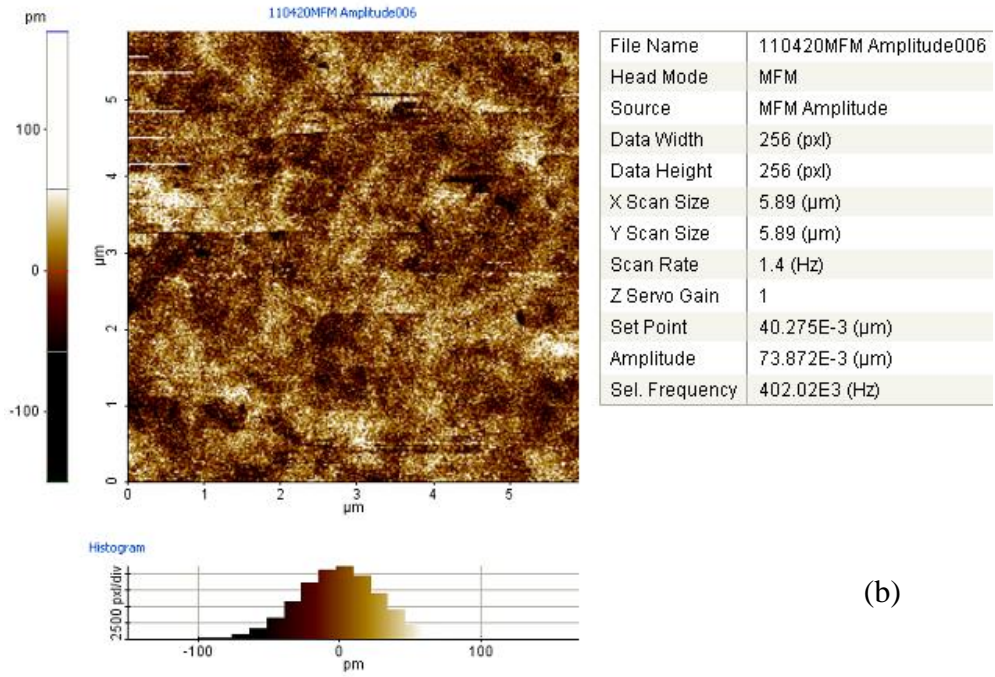 pm
110420MFM Amplitude006
100
0
-100
5
4
3
2
1
0
µm
0 1 2 3 4 5
µm
File Name 110420MFM Amplitude006
Head Mode MFM
Source MFM Amplitude
Data Width 256 (pxl)
Data Height 256 (pxl)
X Scan Size 5.89 (µm)
Y Scan Size 5.89 (µm)
Scan Rate 1.4 (Hz)
Z Servo Gain 1
Set Point 40.275E-3 (µm)
Amplitude 73.872E-3 (µm)
Sel. Frequency 402.02E3 (Hz)
Histogram
2500 pxl/div
-100 0 100
pm
(b)